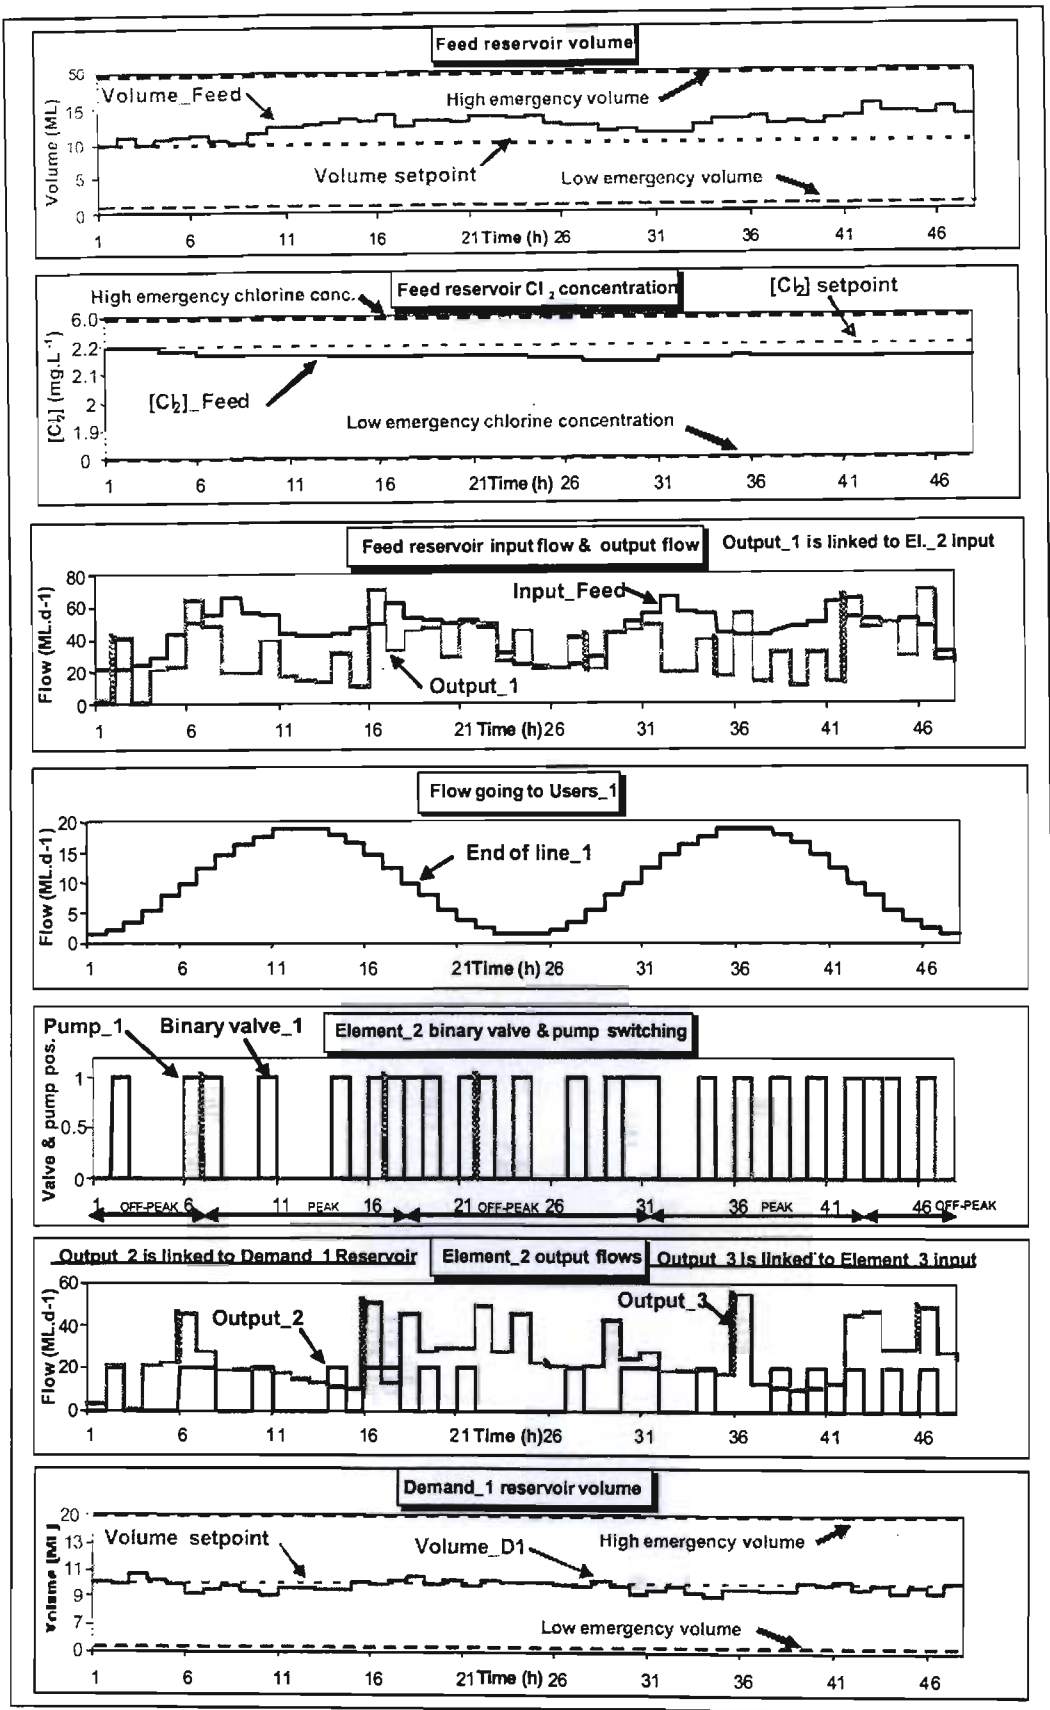 Feed reservoir volume
50
15
10
5
0
Volume (ML)
Volume_Feed
High emergency volume
Volume setpoint
Low emergency volume
1 6 11 16 21 Time (h) 26 31 36 41 46
Feed reservoir Cl2 concentration
High emergency chlorine conc.
[Cl2] setpoint
6.0
2.2
2.1
2
1.9
0
[Cl2] (mg.L-1)
[Cl2]_Feed
Low emergency chlorine concentration
1 6 11 16 21Time (h) 26 31 36 41 46
Feed reservoir input flow & output flow
Output_1 is linked to El._2 input
80
60
40
20
0
Flow (ML.d-1)
Input_Feed
Output_1
1 6 11 16 21 Time (h)26 31 36 41 46
Flow going to Users_1
20
15
10
5
0
Flow (ML.d-1)
End of line_1
1 6 11 16 21Time (h) 26 31 36 41 46
Pump_1
Binary valve_1
Element_2 binary valve & pump switching
1
0.5
0
Valve & pump pos.
1 6 11 16 21 26 31 36 41 46
OFF-PEAK PEAK OFF-PEAK PEAK OFF-PEAK
Output_2 is linked to Demand_1 Reservoir
Element_2 output flows
Output_3 is linked to Element_3 input
60
40
20
0
Flow (ML.d-1)
Output_2
Output_3
1 6 11 16 21 Time (h)26 31 36 41 46
Demand_1 reservoir volume
20
13
11
9
7
0
Volume [ML]
Volume setpoint
Volume_D1
High emergency volume
Low emergency volume
1 6 11 16 21Time (h) 26 31 36 41 46